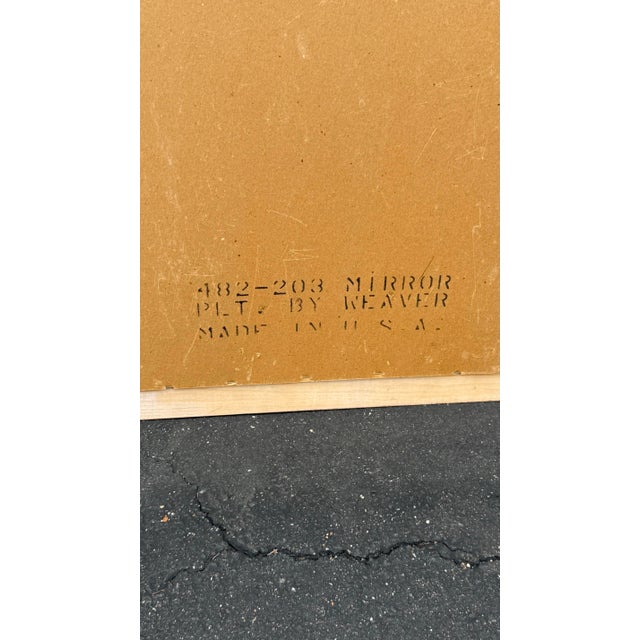 482-203 MIRROR
PLT. BY WEAVER
MADE IN U.S.A.